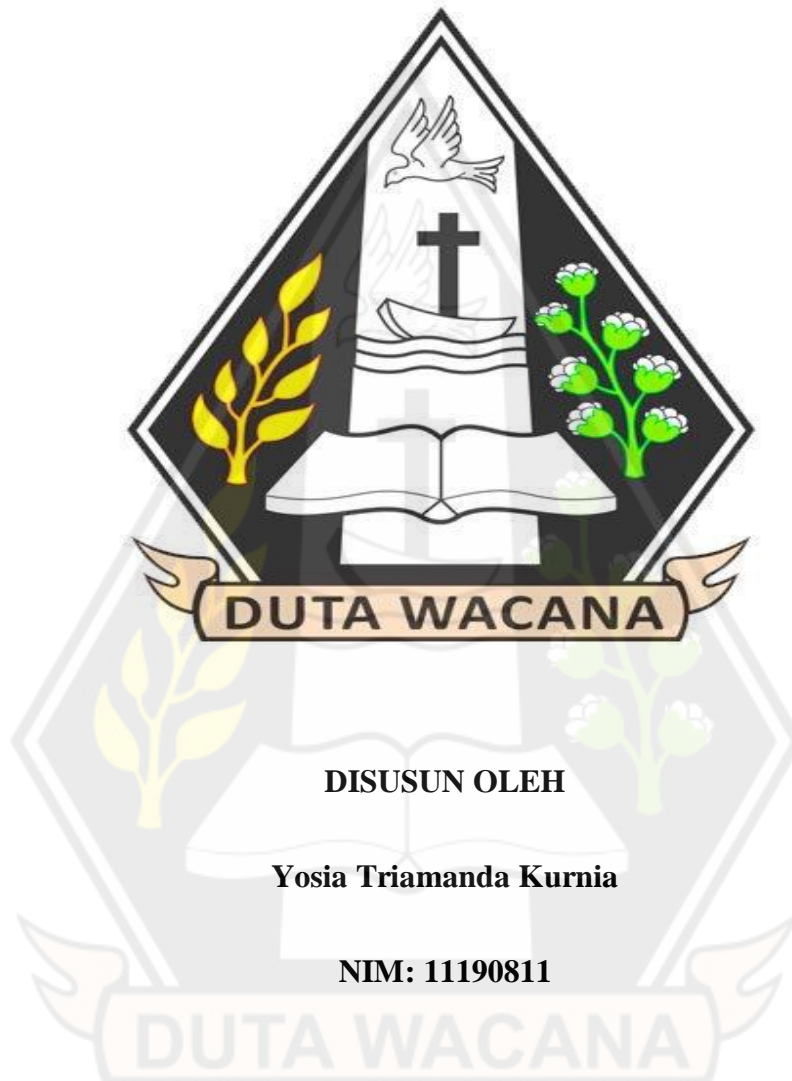 DUTA WACANA
DISUSUN OLEH
Yosia Triamanda Kurnia
NIM: 11190811
DUTA WACANA